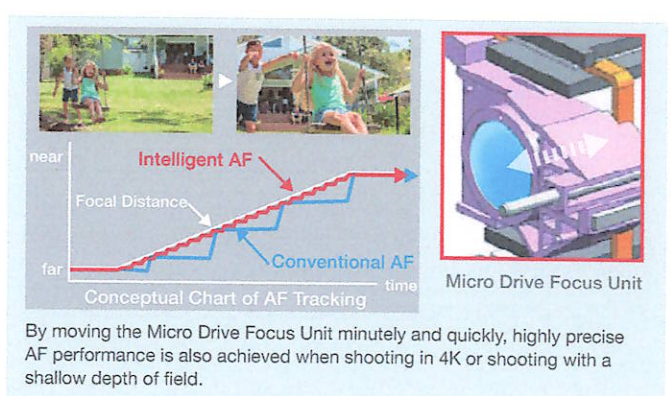 near
Intelligent AF
Focal Distance
Conventional AF
far
time
Conceptual Chart of AF Tracking
Micro Drive Focus Unit
By moving the Micro Drive Focus Unit minutely and quickly, highly precise
AF performance is also achieved when shooting in 4K or shooting with a
shallow depth of field.